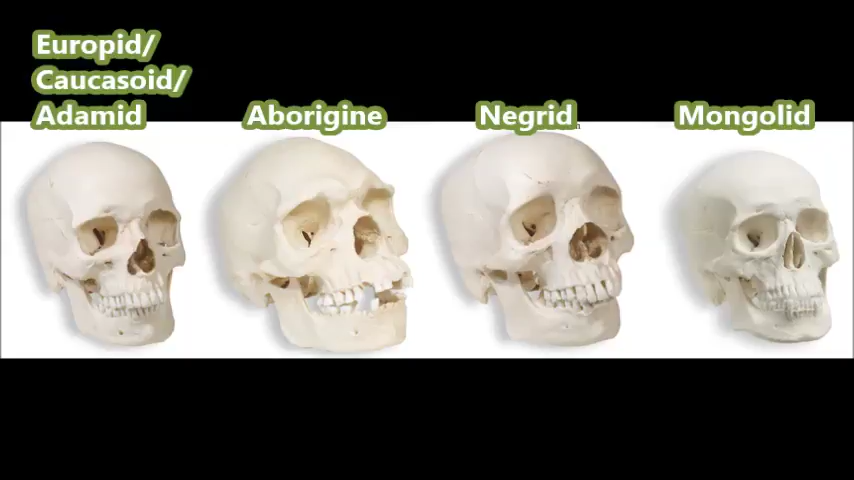 Europid/
Caucasoid/
Adamid
Aborigine
Negrid
Mongolid